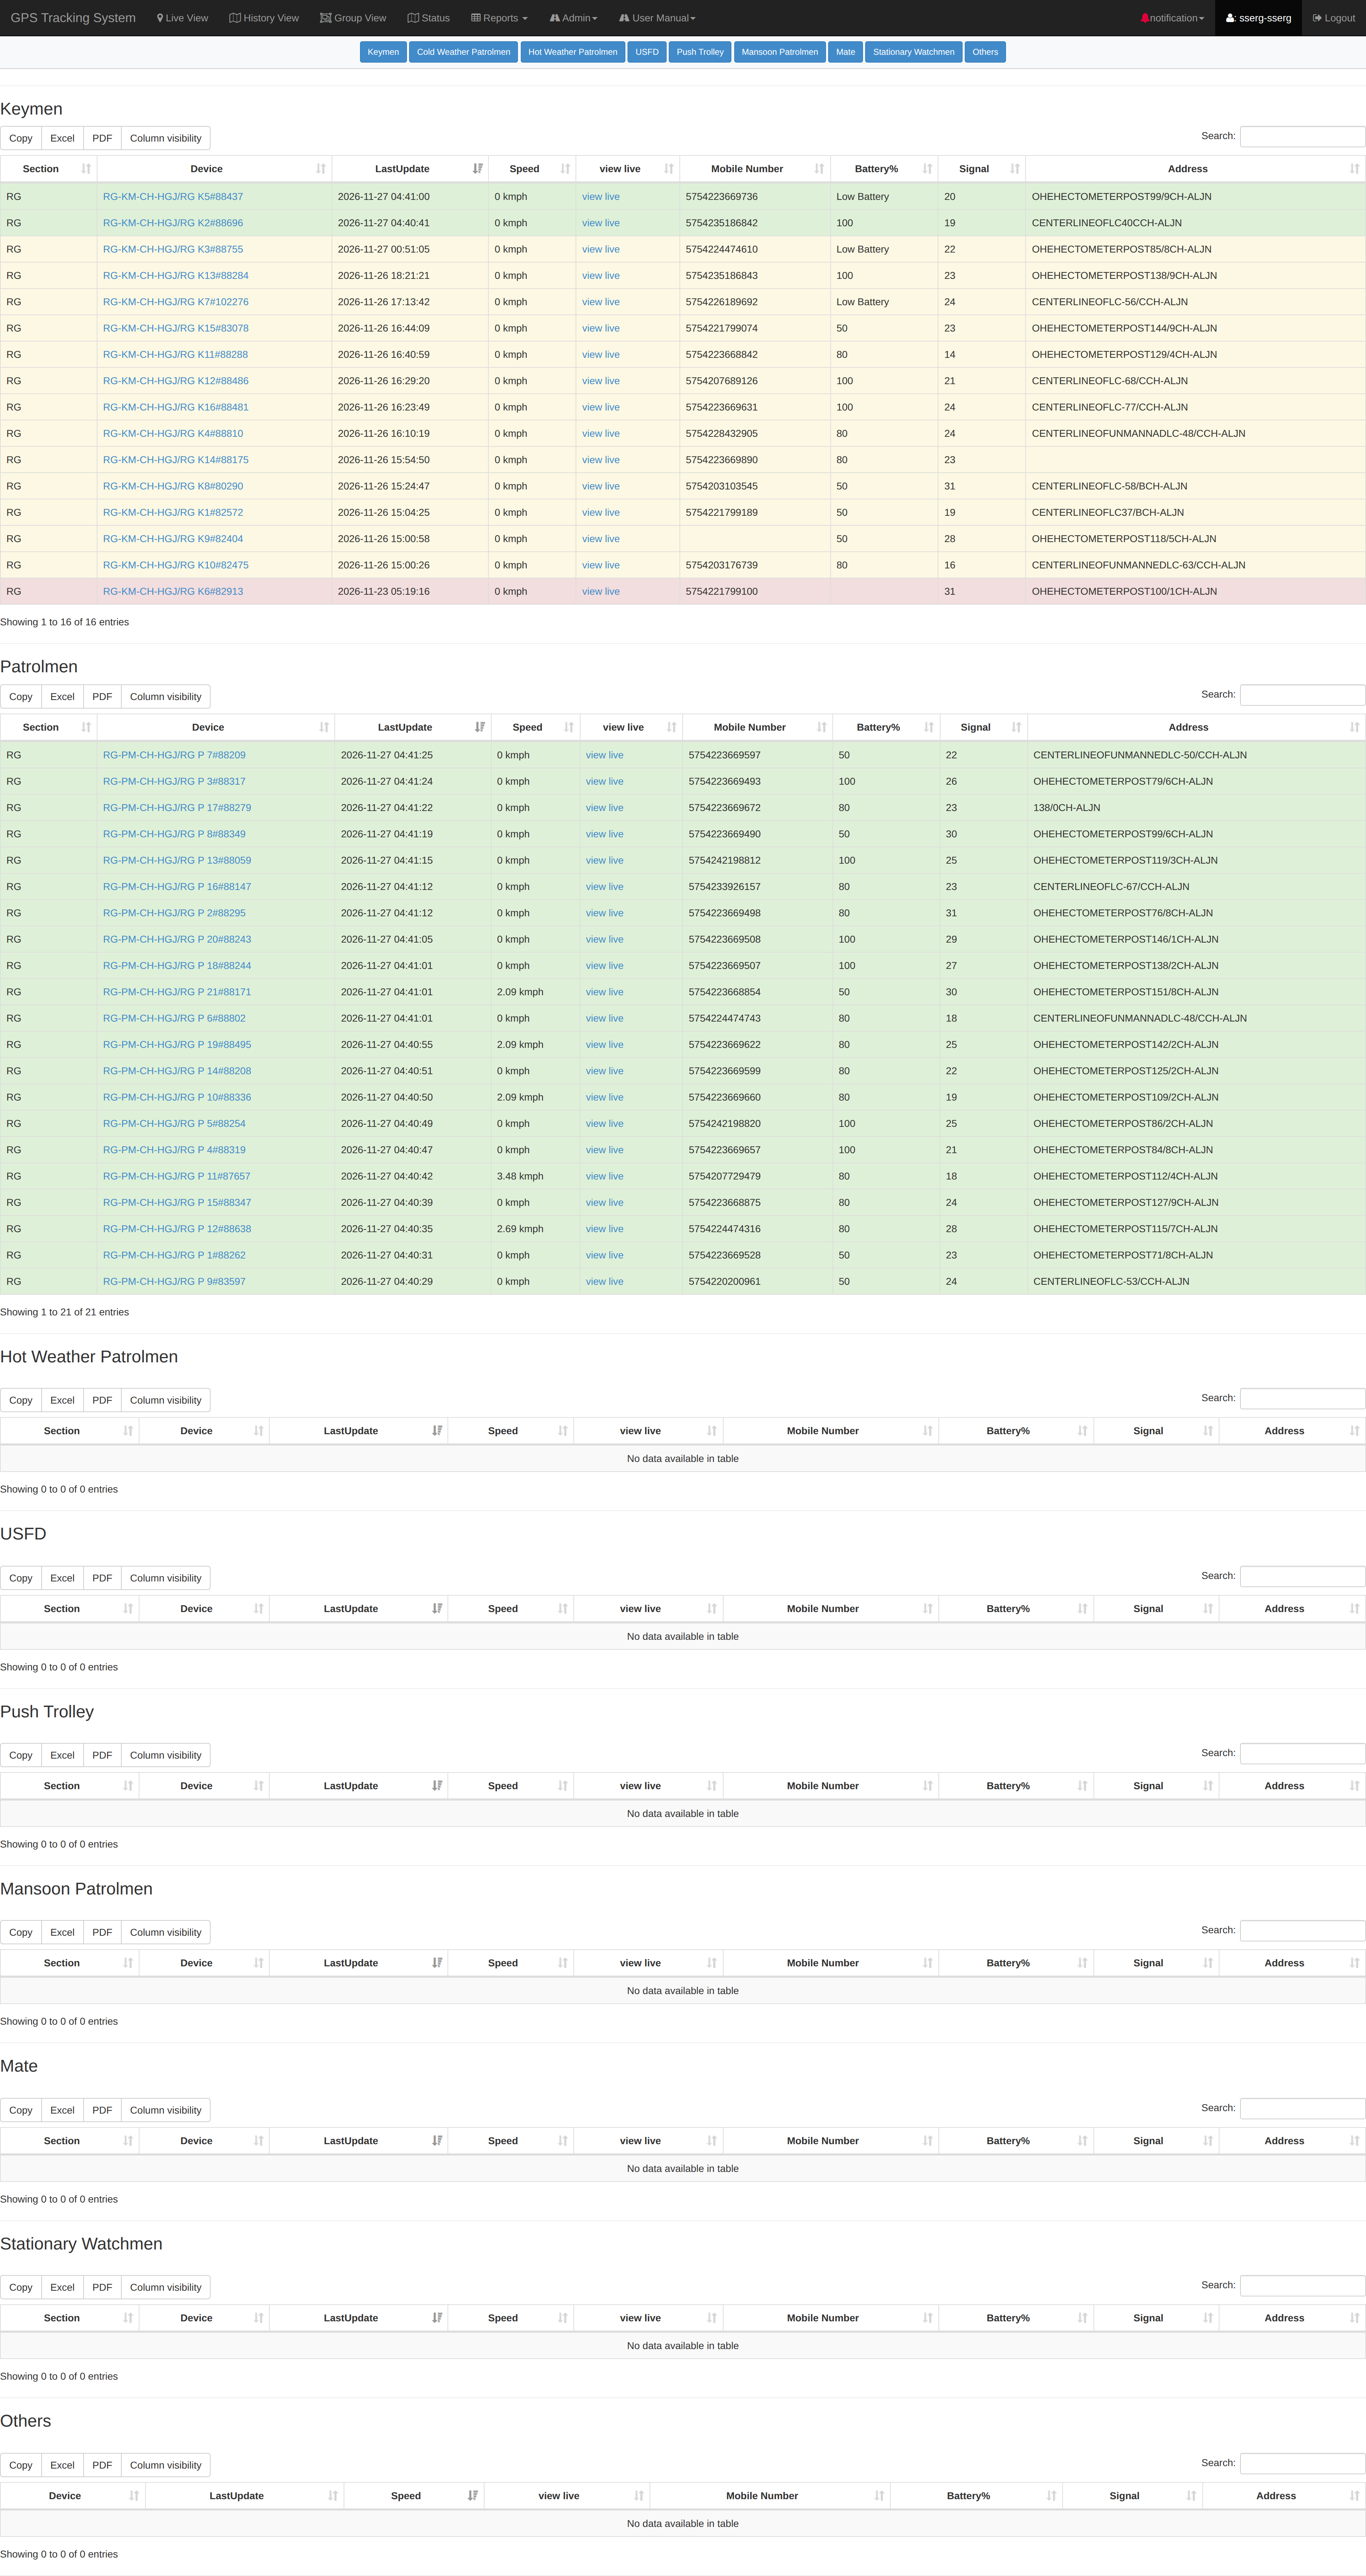 GPS Tracking System Live View History View Group View Status Reports Admin User Manual notification : sserg-sserg Logout
Keymen Cold Weather Patrolmen Hot Weather Patrolmen USFD Push Trolley Mansoon Patrolmen Mate Stationary Watchmen Others
Keymen
Copy Excel PDF Column visibility Search:
Section Device LastUpdate Speed view live Mobile Number Battery% Signal Address
RG RG-KM-CH-HGJ/RG K5#88437 2026-11-27 04:41:00 0 kmph view live 5754223669736 Low Battery 20 OHEHECTOMETERPOST99/9CH-ALJN
RG RG-KM-CH-HGJ/RG K2#88696 2026-11-27 04:40:41 0 kmph view live 5754235186842 100 19 CENTERLINEOFLC40CCH-ALJN
RG RG-KM-CH-HGJ/RG K3#88755 2026-11-27 00:51:05 0 kmph view live 5754224474610 Low Battery 22 OHEHECTOMETERPOST85/8CH-ALJN
RG RG-KM-CH-HGJ/RG K13#88284 2026-11-26 18:21:21 0 kmph view live 5754235186843 100 23 OHEHECTOMETERPOST138/9CH-ALJN
RG RG-KM-CH-HGJ/RG K7#102276 2026-11-26 17:13:42 0 kmph view live 5754226189692 Low Battery 24 CENTERLINEOFLC-56/CCH-ALJN
RG RG-KM-CH-HGJ/RG K15#83078 2026-11-26 16:44:09 0 kmph view live 5754221799074 50 23 OHEHECTOMETERPOST144/9CH-ALJN
RG RG-KM-CH-HGJ/RG K11#88288 2026-11-26 16:40:59 0 kmph view live 5754223668842 80 14 OHEHECTOMETERPOST129/4CH-ALJN
RG RG-KM-CH-HGJ/RG K12#88486 2026-11-26 16:29:20 0 kmph view live 5754207689126 100 21 CENTERLINEOFLC-68/CCH-ALJN
RG RG-KM-CH-HGJ/RG K16#88481 2026-11-26 16:23:49 0 kmph view live 5754223669631 100 24 CENTERLINEOFLC-77/CCH-ALJN
RG RG-KM-CH-HGJ/RG K4#88810 2026-11-26 16:10:19 0 kmph view live 5754228432905 80 24 CENTERLINEOFUNMANNADLC-48/CCH-ALJN
RG RG-KM-CH-HGJ/RG K14#88175 2026-11-26 15:54:50 0 kmph view live 5754223669890 80 23
RG RG-KM-CH-HGJ/RG K8#80290 2026-11-26 15:24:47 0 kmph view live 5754203103545 50 31 CENTERLINEOFLC-58/BCH-ALJN
RG RG-KM-CH-HGJ/RG K1#82572 2026-11-26 15:04:25 0 kmph view live 5754221799189 50 19 CENTERLINEOFLC37/BCH-ALJN
RG RG-KM-CH-HGJ/RG K9#82404 2026-11-26 15:00:58 0 kmph view live 50 28 OHEHECTOMETERPOST118/5CH-ALJN
RG RG-KM-CH-HGJ/RG K10#82475 2026-11-26 15:00:26 0 kmph view live 5754203176739 80 16 CENTERLINEOFUNMANNEDLC-63/CCH-ALJN
RG RG-KM-CH-HGJ/RG K6#82913 2026-11-23 05:19:16 0 kmph view live 5754221799100 31 OHEHECTOMETERPOST100/1CH-ALJN
Showing 1 to 16 of 16 entries
Patrolmen
Copy Excel PDF Column visibility Search:
Section Device LastUpdate Speed view live Mobile Number Battery% Signal Address
RG RG-PM-CH-HGJ/RG P 7#88209 2026-11-27 04:41:25 0 kmph view live 5754223669597 50 22 CENTERLINEOFUNMANNEDLC-50/CCH-ALJN
RG RG-PM-CH-HGJ/RG P 3#88317 2026-11-27 04:41:24 0 kmph view live 5754223669493 100 26 OHEHECTOMETERPOST79/6CH-ALJN
RG RG-PM-CH-HGJ/RG P 17#88279 2026-11-27 04:41:22 0 kmph view live 5754223669672 80 23 138/0CH-ALJN
RG RG-PM-CH-HGJ/RG P 8#88349 2026-11-27 04:41:19 0 kmph view live 5754223669490 50 30 OHEHECTOMETERPOST99/6CH-ALJN
RG RG-PM-CH-HGJ/RG P 13#88059 2026-11-27 04:41:15 0 kmph view live 5754242198812 100 25 OHEHECTOMETERPOST119/3CH-ALJN
RG RG-PM-CH-HGJ/RG P 16#88147 2026-11-27 04:41:12 0 kmph view live 5754233926157 80 23 CENTERLINEOFLC-67/CCH-ALJN
RG RG-PM-CH-HGJ/RG P 2#88295 2026-11-27 04:41:12 0 kmph view live 5754223669498 80 31 OHEHECTOMETERPOST76/8CH-ALJN
RG RG-PM-CH-HGJ/RG P 20#88243 2026-11-27 04:41:05 0 kmph view live 5754223669508 100 29 OHEHECTOMETERPOST146/1CH-ALJN
RG RG-PM-CH-HGJ/RG P 18#88244 2026-11-27 04:41:01 0 kmph view live 5754223669507 100 27 OHEHECTOMETERPOST138/2CH-ALJN
RG RG-PM-CH-HGJ/RG P 21#88171 2026-11-27 04:41:01 2.09 kmph view live 5754223668854 50 30 OHEHECTOMETERPOST151/8CH-ALJN
RG RG-PM-CH-HGJ/RG P 6#88802 2026-11-27 04:41:01 0 kmph view live 5754224474743 80 18 CENTERLINEOFUNMANNADLC-48/CCH-ALJN
RG RG-PM-CH-HGJ/RG P 19#88495 2026-11-27 04:40:55 2.09 kmph view live 5754223669622 80 25 OHEHECTOMETERPOST142/2CH-ALJN
RG RG-PM-CH-HGJ/RG P 14#88208 2026-11-27 04:40:51 0 kmph view live 5754223669599 80 22 OHEHECTOMETERPOST125/2CH-ALJN
RG RG-PM-CH-HGJ/RG P 10#88336 2026-11-27 04:40:50 2.09 kmph view live 5754223669660 80 19 OHEHECTOMETERPOST109/2CH-ALJN
RG RG-PM-CH-HGJ/RG P 5#88254 2026-11-27 04:40:49 0 kmph view live 5754242198820 100 25 OHEHECTOMETERPOST86/2CH-ALJN
RG RG-PM-CH-HGJ/RG P 4#88319 2026-11-27 04:40:47 0 kmph view live 5754223669657 100 21 OHEHECTOMETERPOST84/8CH-ALJN
RG RG-PM-CH-HGJ/RG P 11#87657 2026-11-27 04:40:42 3.48 kmph view live 5754207729479 80 18 OHEHECTOMETERPOST112/4CH-ALJN
RG RG-PM-CH-HGJ/RG P 15#88347 2026-11-27 04:40:39 0 kmph view live 5754223668875 80 24 OHEHECTOMETERPOST127/9CH-ALJN
RG RG-PM-CH-HGJ/RG P 12#88638 2026-11-27 04:40:35 2.69 kmph view live 5754224474316 80 28 OHEHECTOMETERPOST115/7CH-ALJN
RG RG-PM-CH-HGJ/RG P 1#88262 2026-11-27 04:40:31 0 kmph view live 5754223669528 50 23 OHEHECTOMETERPOST71/8CH-ALJN
RG RG-PM-CH-HGJ/RG P 9#83597 2026-11-27 04:40:29 0 kmph view live 5754220200961 50 24 CENTERLINEOFLC-53/CCH-ALJN
Showing 1 to 21 of 21 entries
Hot Weather Patrolmen
Copy Excel PDF Column visibility Search:
Section Device LastUpdate Speed view live Mobile Number Battery% Signal Address
No data available in table
Showing 0 to 0 of 0 entries
USFD
Copy Excel PDF Column visibility Search:
Section Device LastUpdate Speed view live Mobile Number Battery% Signal Address
No data available in table
Showing 0 to 0 of 0 entries
Push Trolley
Copy Excel PDF Column visibility Search:
Section Device LastUpdate Speed view live Mobile Number Battery% Signal Address
No data available in table
Showing 0 to 0 of 0 entries
Mansoon Patrolmen
Copy Excel PDF Column visibility Search:
Section Device LastUpdate Speed view live Mobile Number Battery% Signal Address
No data available in table
Showing 0 to 0 of 0 entries
Mate
Copy Excel PDF Column visibility Search:
Section Device LastUpdate Speed view live Mobile Number Battery% Signal Address
No data available in table
Showing 0 to 0 of 0 entries
Stationary Watchmen
Copy Excel PDF Column visibility Search:
Section Device LastUpdate Speed view live Mobile Number Battery% Signal Address
No data available in table
Showing 0 to 0 of 0 entries
Others
Copy Excel PDF Column visibility Search:
Device LastUpdate Speed view live Mobile Number Battery% Signal Address
No data available in table
Showing 0 to 0 of 0 entries